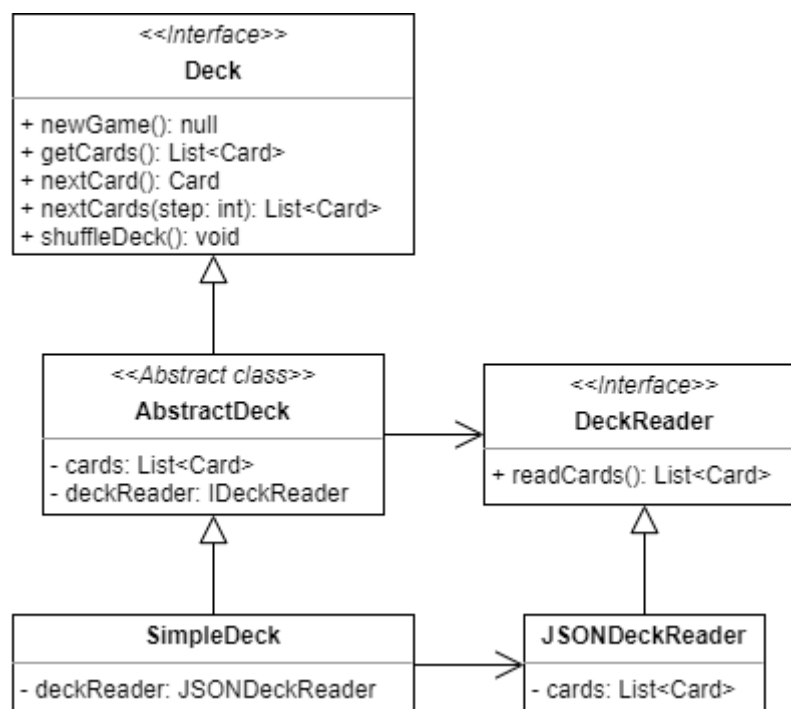 <<Interface>>
Deck
+ newGame(): null
+ getCards(): List<Card>
+ nextCard(): Card
+ nextCards(step: int): List<Card>
+ shuffleDeck(): void
<<Abstract class>>
AbstractDeck
- cards: List<Card>
- deckReader: IDeckReader
<<Interface>>
DeckReader
+ readCards(): List<Card>
SimpleDeck
- deckReader: JSONDeckReader
JSONDeckReader
- cards: List<Card>